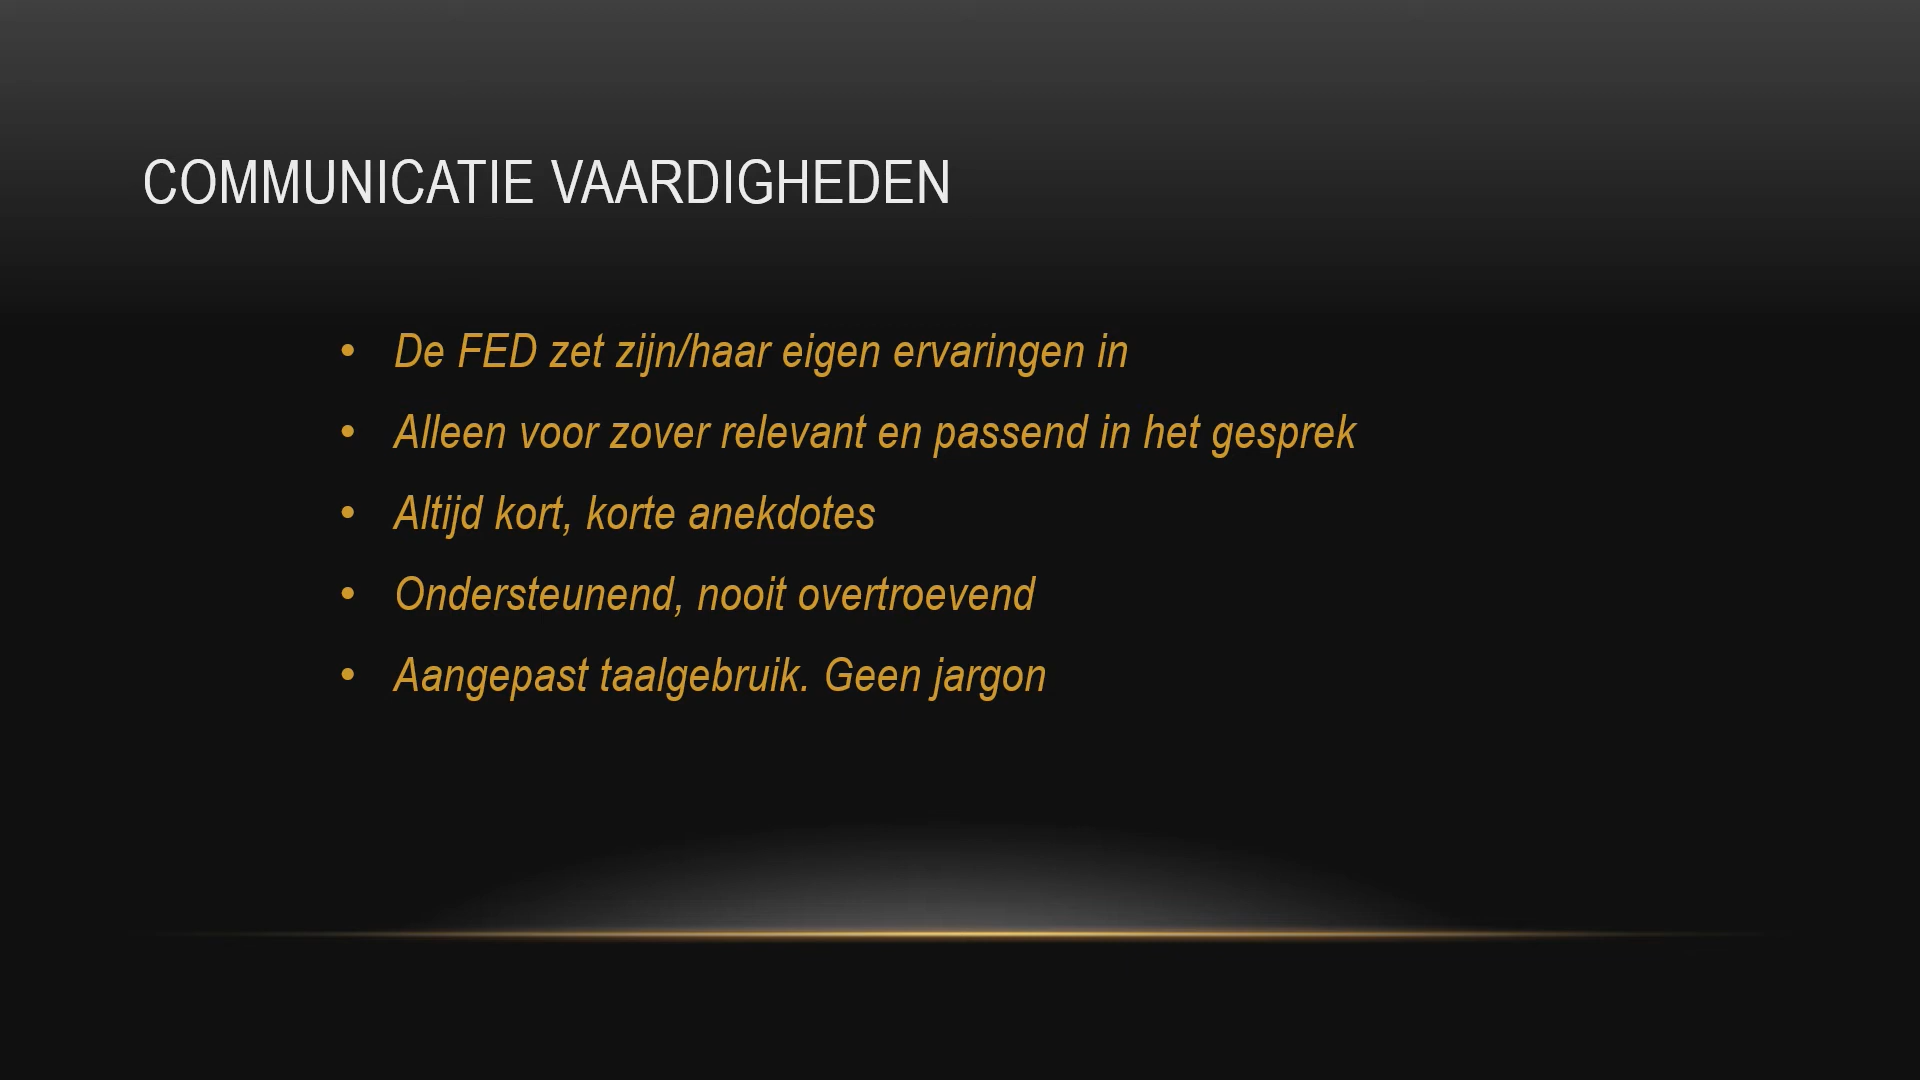 COMMUNICATIE VAARDIGHEDEN
• De FED zet zijn/haar eigen ervaringen in
• Alleen voor zover relevant en passend in het gesprek
• Altijd kort, korte anekdotes
• Ondersteunend, nooit overtroevend
• Aangepast taalgebruik. Geen jargon